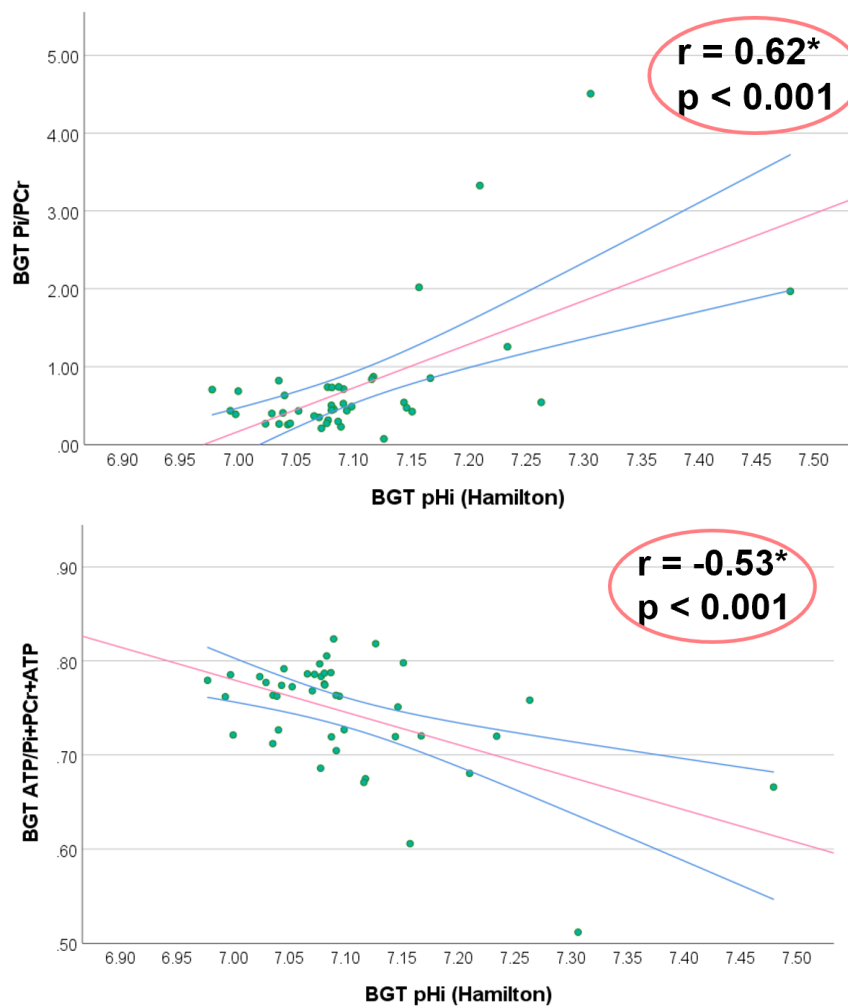 r = 0.62*
p < 0.001
5.00
4.00
3.00
2.00
1.00
.00
BGT Pi/PCr
6.90 6.95 7.00 7.05 7.10 7.15 7.20 7.25 7.30 7.35 7.40 7.45 7.50
BGT pHi (Hamilton)
r = -0.53*
p < 0.001
.90
.80
.70
.60
.50
BGT ATP/Pi+PCr+ATP
6.90 6.95 7.00 7.05 7.10 7.15 7.20 7.25 7.30 7.35 7.40 7.45 7.50
BGT pHi (Hamilton)